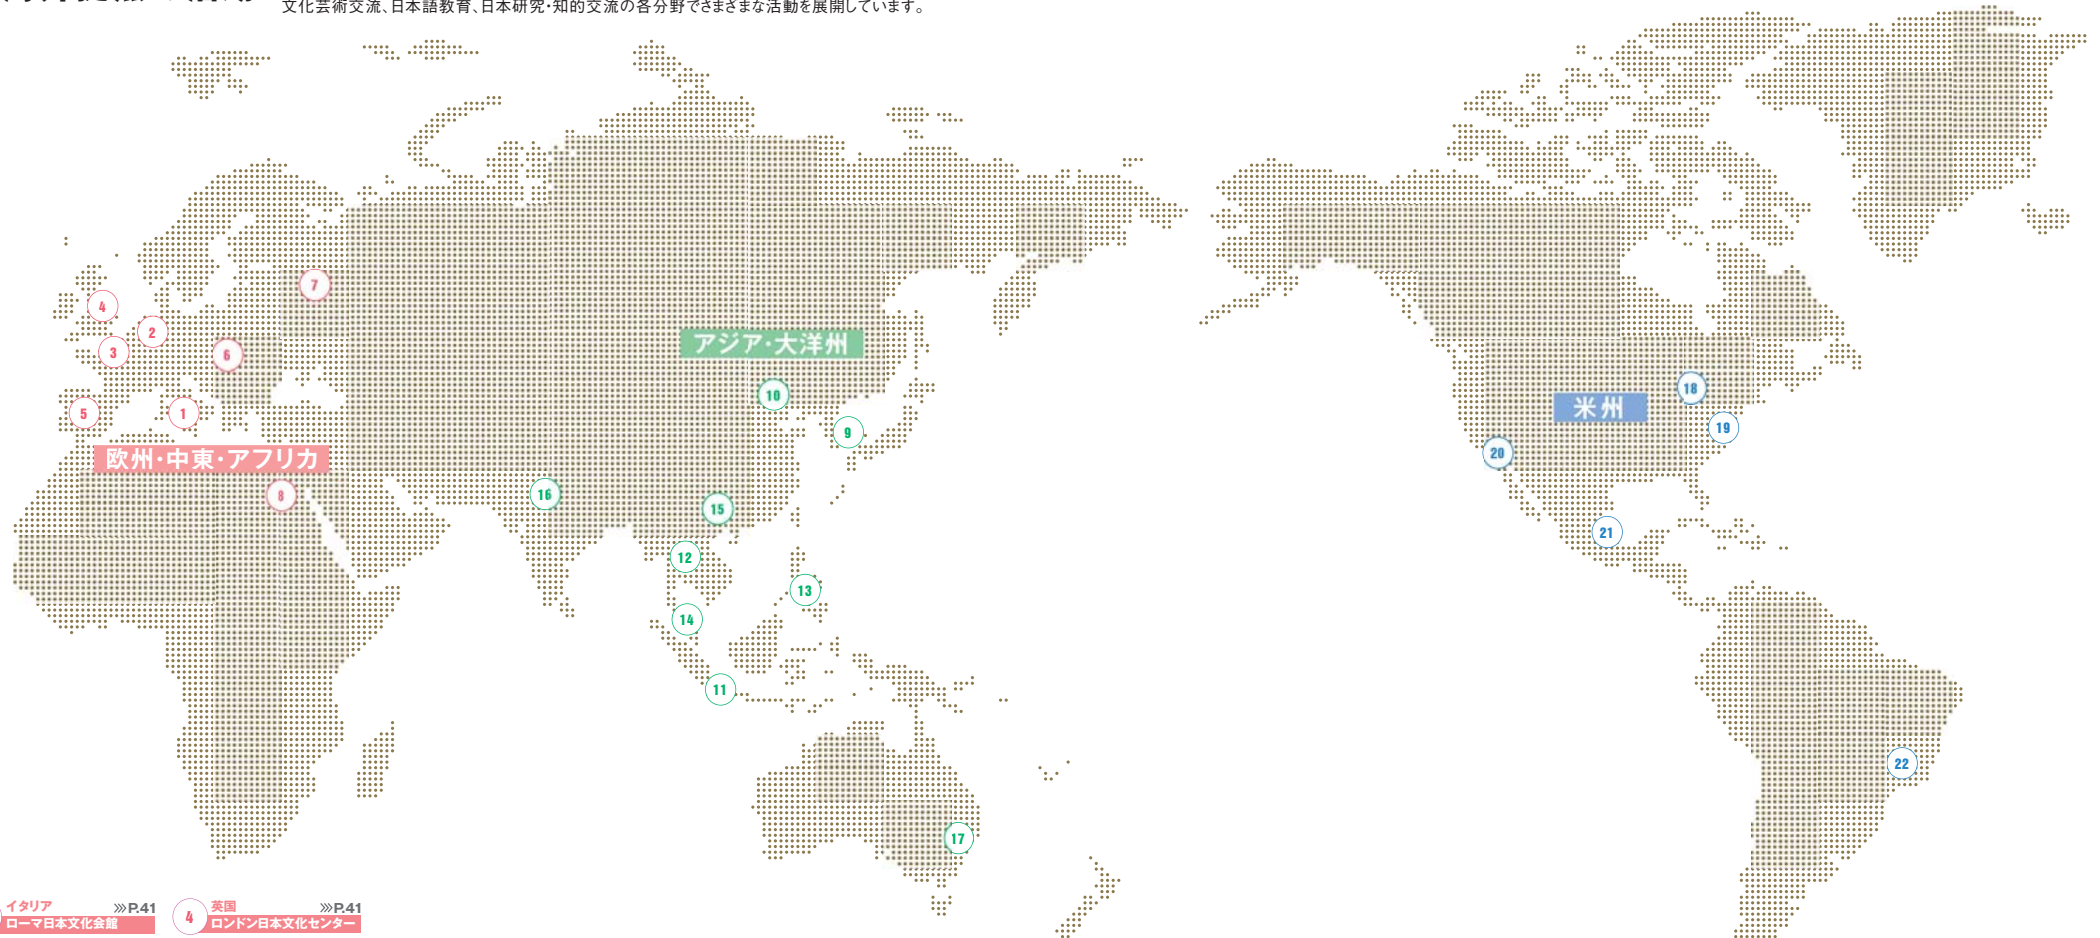 文化芸術交流、日本語教育、日本研究・知的交流の各分野でさまざまな活動を展開しています。
7
4
2
3
6
アジア・大洋州
10
18
米州
5
1
9
19
20
欧州・中東・アフリカ
8
16
15
21
12
13
14
11
22
17
イタリア ≫P.41
ローマ日本文化会館
4
英国 ≫P.41
ロンドン日本文化センター